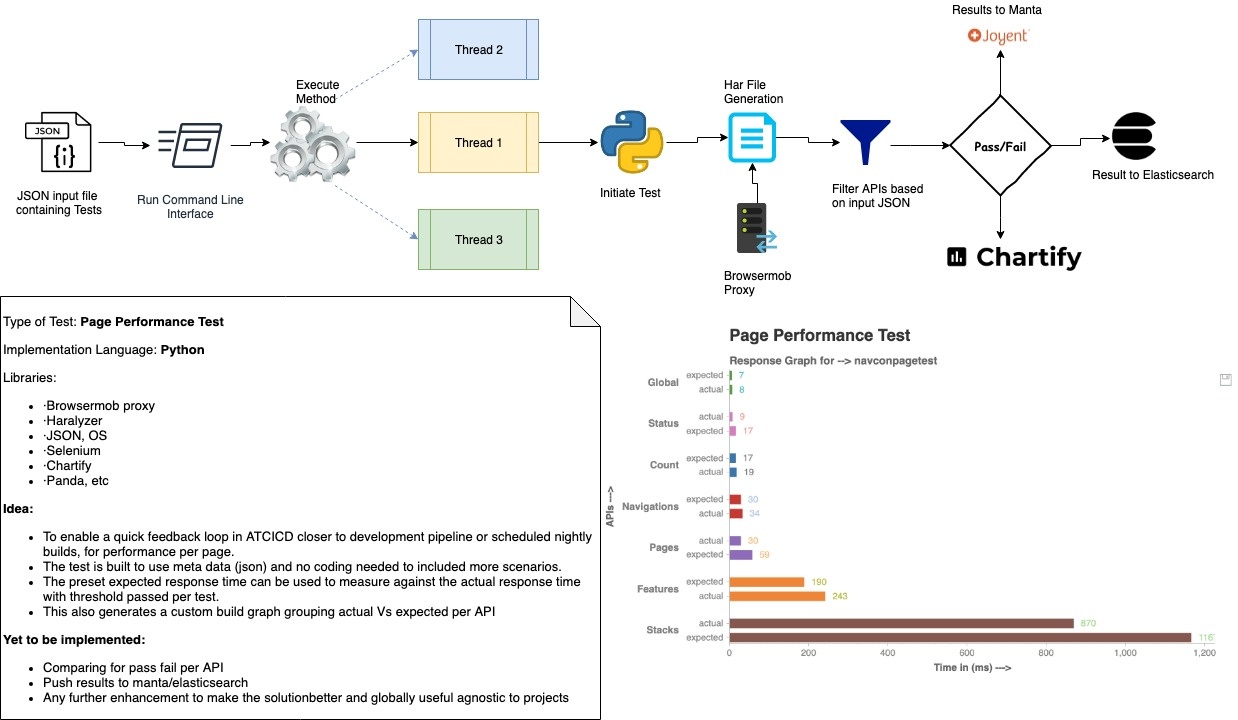 Results to Manta
Joyent
Execute
Method
Thread 2
Har File
Generation
JSON
{i}
Thread 1
Pass/Fail
JSON input file
containing Tests
Run Command Line
Interface
Initiate Test
Filter APIs based
on input JSON
Result to Elasticsearch
Thread 3
Browsermob
Proxy
Chartify
Type of Test: Page Performance Test
Implementation Language: Python
Libraries:
• ·Browsermob proxy
• ·Haralyzer
• ·JSON, OS
• ·Selenium
• ·Chartify
• ·Panda, etc
Idea:
• To enable a quick feedback loop in ATCICD closer to development pipeline or scheduled nightly
builds, for performance per page.
• The test is built to use meta data (json) and no coding needed to included more scenarios.
• The preset expected response time can be used to measure against the actual response time
with threshold passed per test.
• This also generates a custom build graph grouping actual Vs expected per API
Yet to be implemented:
• Comparing for pass fail per API
• Push results to manta/elasticsearch
• Any further enhancement to make the solutionbetter and globally useful agnostic to projects
Page Performance Test
Response Graph for --> navconpagetest
APIs --->
Global
expected 7
actual 8
Status
actual 9
expected 17
Count
expected 17
actual 19
Navigations
expected 30
actual 34
Pages
actual 30
expected 59
Features
expected 190
actual 243
Stacks
actual 870
expected 116
0 200 400 600 800 1,000 1,200
Time in (ms) --->